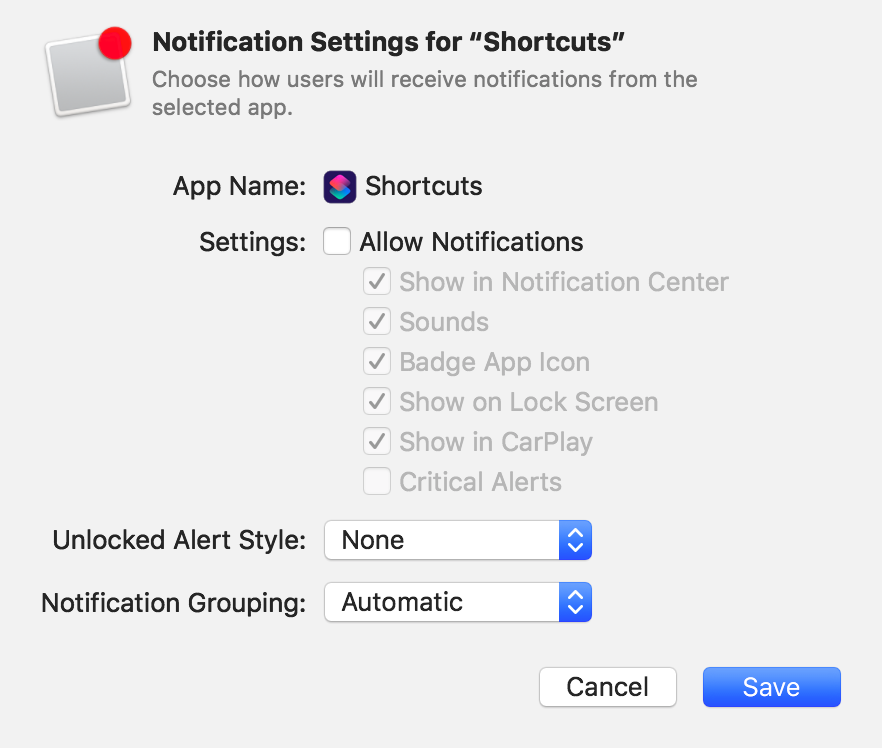 Notification Settings for “Shortcuts”
Choose how users will receive notifications from the
selected app.
App Name: Shortcuts
Settings: Allow Notifications
Show in Notification Center
Sounds
Badge App Icon
Show on Lock Screen
Show in CarPlay
Critical Alerts
Unlocked Alert Style: None
Notification Grouping: Automatic
Cancel Save